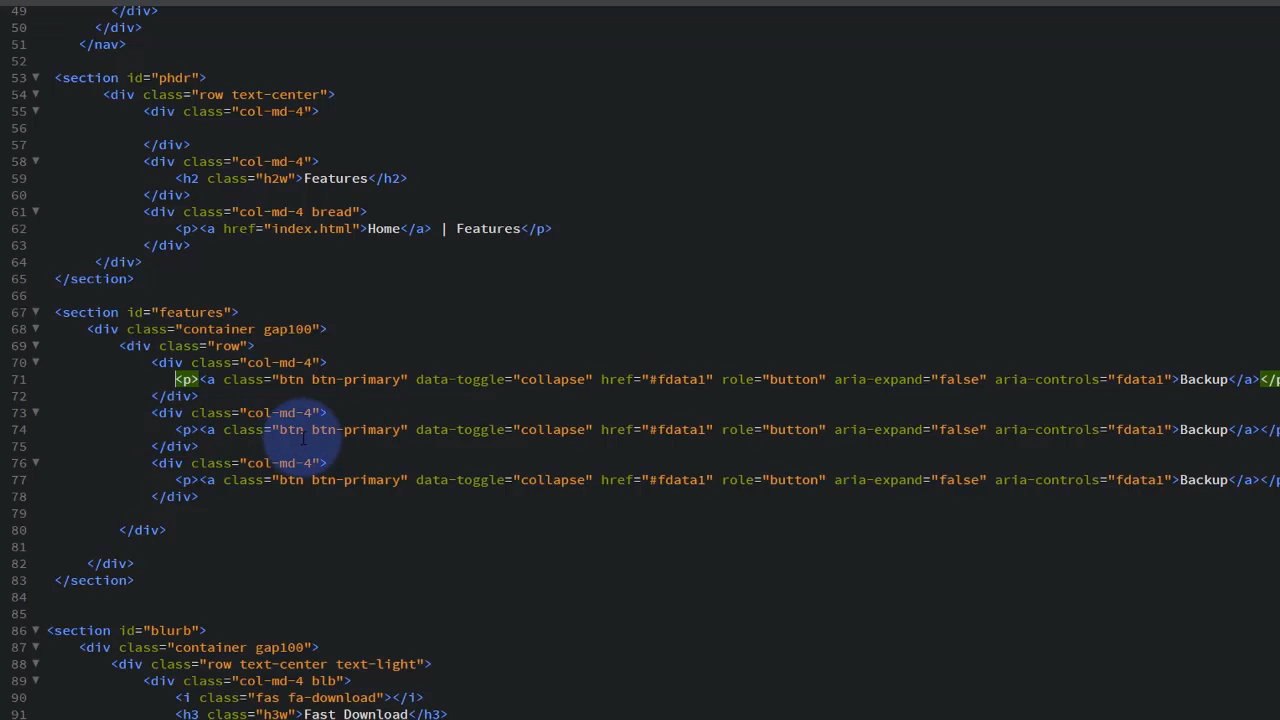 49 </div>
50 </div>
51 </nav>
52
53 <section id="phdr">
54 <div class="row text-center">
55 <div class="col-md-4">
56
57 </div>
58 <div class="col-md-4">
59 <h2 class="h2w">Features</h2>
60 </div>
61 <div class="col-md-4 bread">
62 <p><a href="index.html">Home</a> | Features</p>
63 </div>
64 </div>
65 </section>
66
67 <section id="features">
68 <div class="container gap100">
69 <div class="row">
70 <div class="col-md-4">
71 <p><a class="btn btn-primary" data-toggle="collapse" href="#fdata1" role="button" aria-expand="false" aria-controls="fdata1">Backup</a></p
72 </div>
73 <div class="col-md-4">
74 <p><a class="btn btn-primary" data-toggle="collapse" href="#fdata1" role="button" aria-expand="false" aria-controls="fdata1">Backup</a></p
75 </div>
76 <div class="col-md-4">
77 <p><a class="btn btn-primary" data-toggle="collapse" href="#fdata1" role="button" aria-expand="false" aria-controls="fdata1">Backup</a></p
78 </div>
79
80 </div>
81
82 </div>
83 </section>
84
85
86 <section id="blurb">
87 <div class="container gap100">
88 <div class="row text-center text-light">
89 <div class="col-md-4 blb">
90 <i class="fas fa-download"></i>
91 <h3 class="h3w">Fast Download</h3>